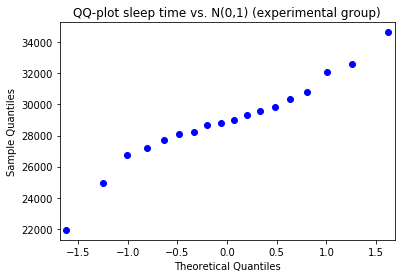 QQ-plot sleep time vs. N(0,1) (experimental group)
34000
32000
30000
28000
26000
24000
22000
Sample Quantiles
−1.5 −1.0 −0.5 0.0 0.5 1.0 1.5
Theoretical Quantiles